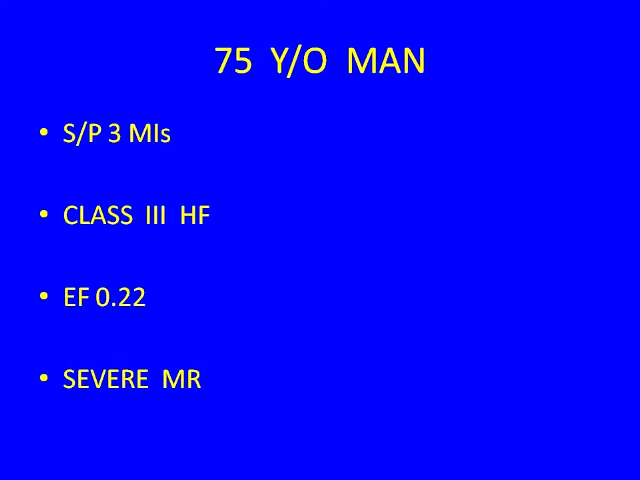 75 Y/O MAN
• S/P 3 MIs
• CLASS III HF
• EF 0.22
• SEVERE MR